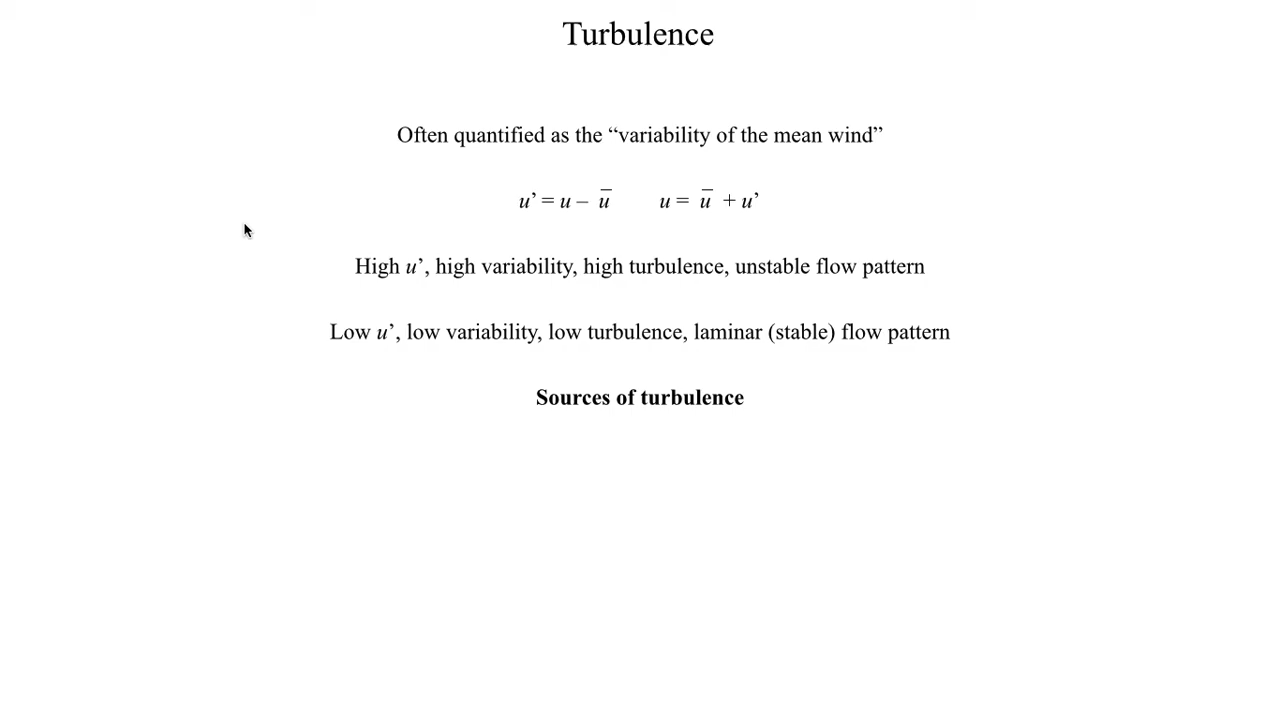 Turbulence
Often quantified as the “variability of the mean wind”
u’ = u – u̅ u = u̅ + u’
High u’, high variability, high turbulence, unstable flow pattern
Low u’, low variability, low turbulence, laminar (stable) flow pattern
Sources of turbulence